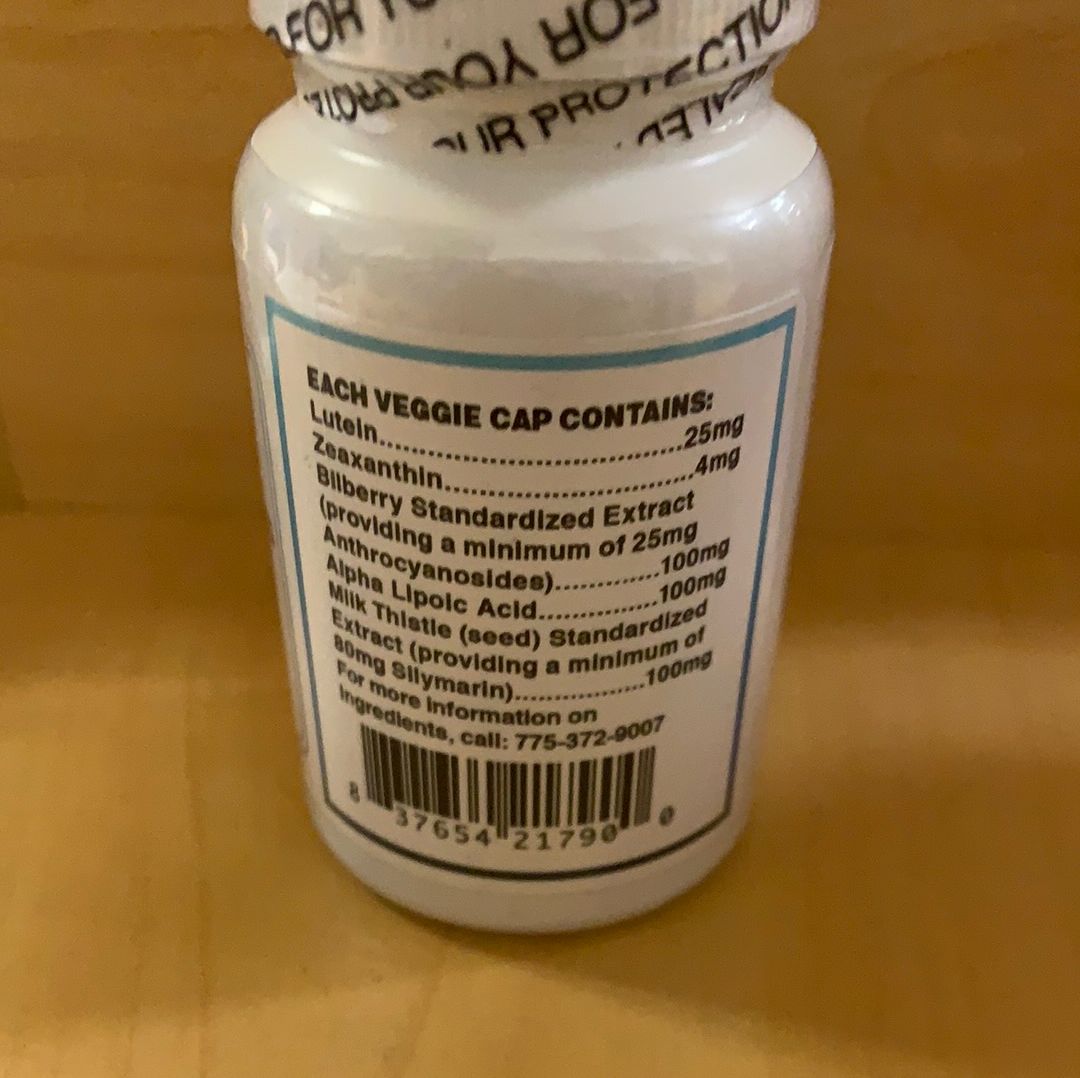 FOR
FOR
YOUR
OUR PROTECTION
EACH VEGGIE CAP CONTAINS:
Lutein..................................25mg
Zeaxanthin............................4mg
Bilberry Standardized Extract
(providing a minimum of 25mg
Anthrocyanosides).............100mg
Alpha Lipoic Acid...............100mg
Milk Thistle (seed) Standardized
Extract (providing a minimum of
80mg Silymarin)..................100mg
For more information on
ingredients, call: 775-372-9007
8 37654 21790 0